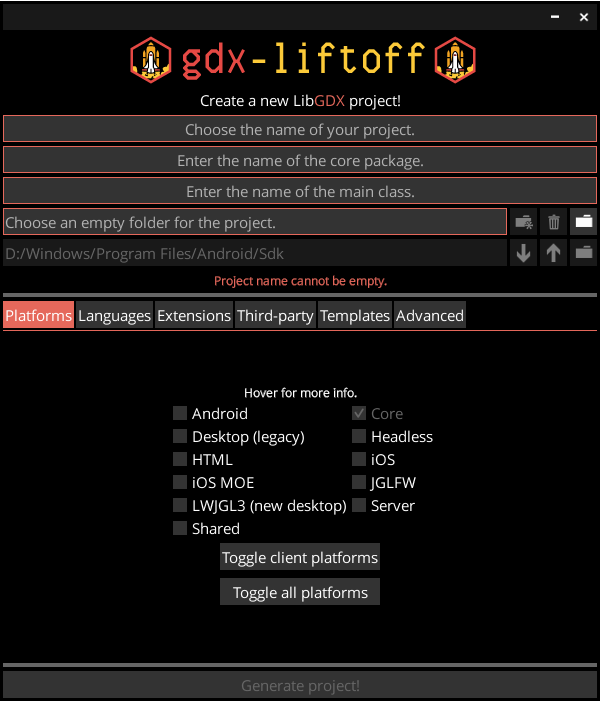 gdx-liftoff
Create a new LibGDX project!
Choose the name of your project.
Enter the name of the core package.
Enter the name of the main class.
Choose an empty folder for the project.
D:/Windows/Program Files/Android/Sdk
Project name cannot be empty.
Platforms Languages Extensions Third-party Templates Advanced
Hover for more info.
Android Core
Desktop (legacy) Headless
HTML iOS
iOS MOE JGLFW
LWJGL3 (new desktop) Server
Shared
Toggle client platforms
Toggle all platforms
Generate project!